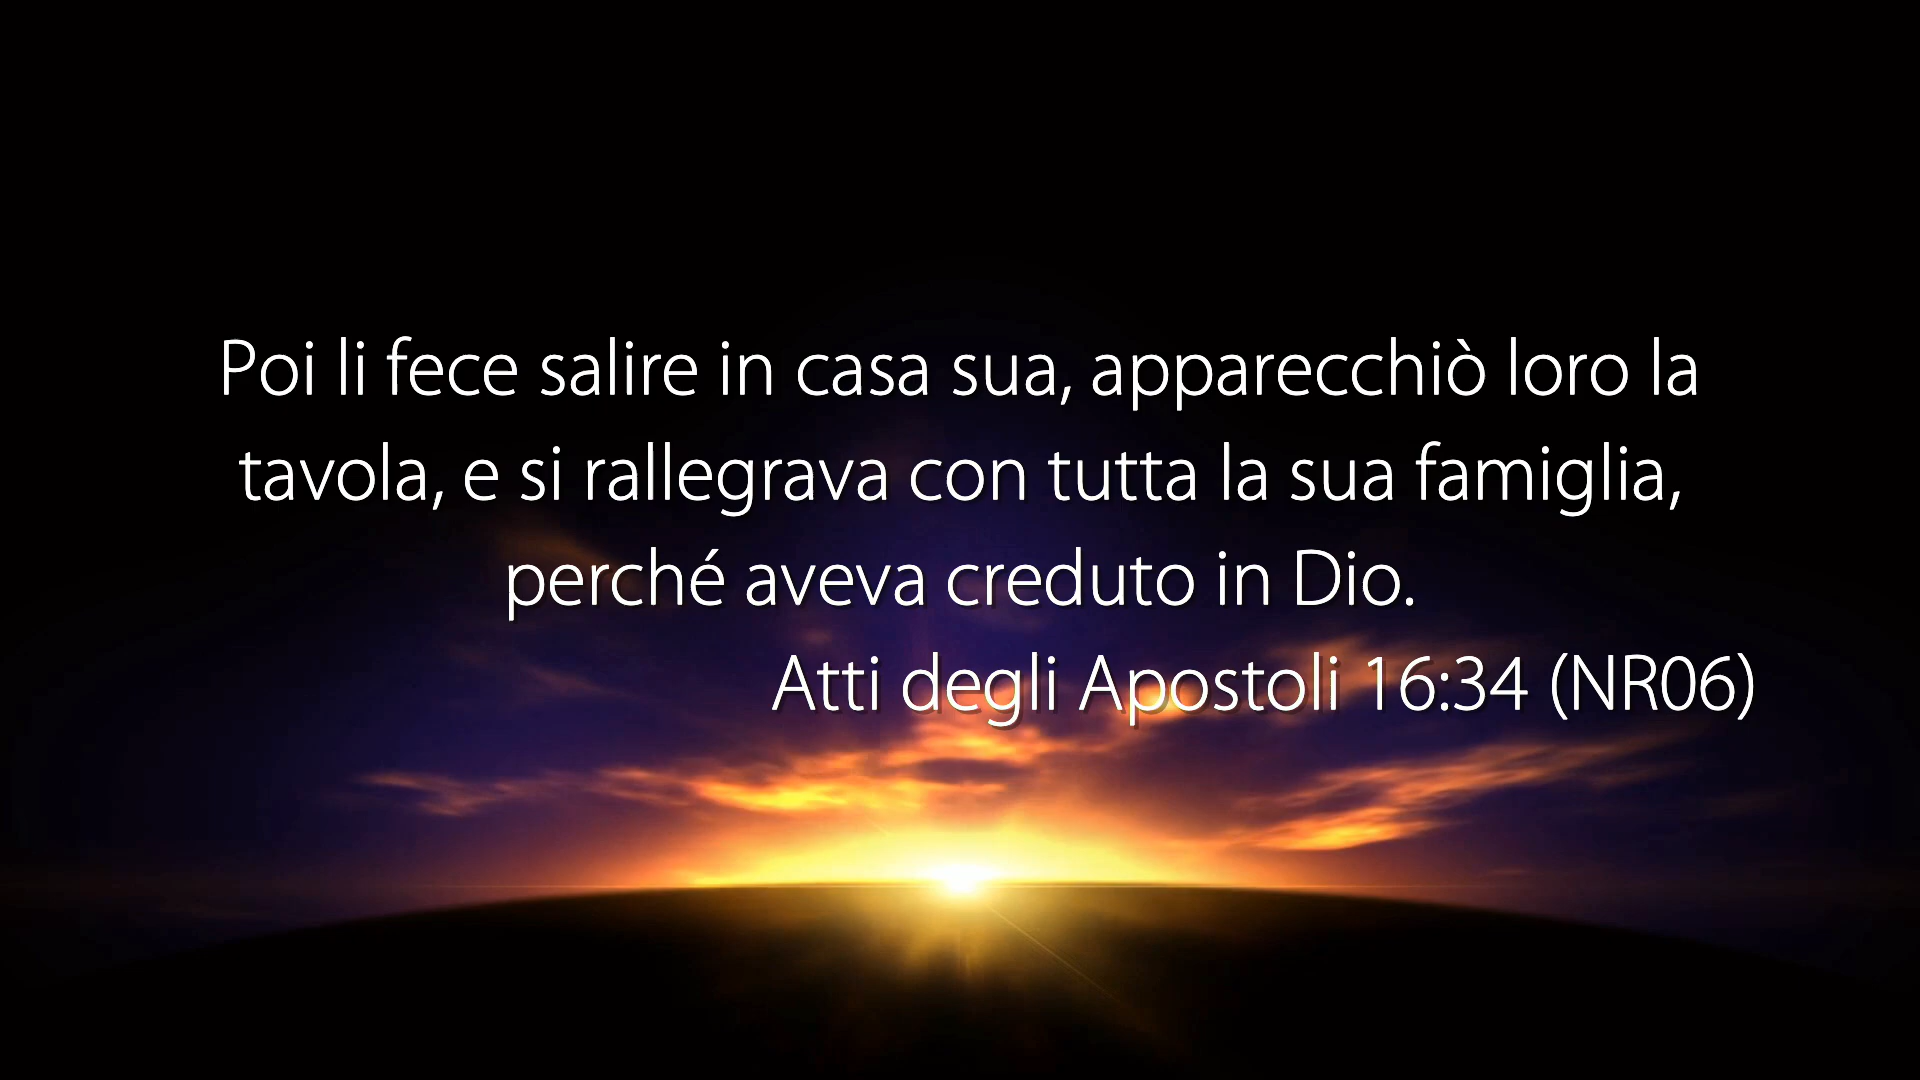 Poi li fece salire in casa sua, apparecchiò loro la
tavola, e si rallegrava con tutta la sua famiglia,
perché aveva creduto in Dio.
Atti degli Apostoli 16:34 (NR06)